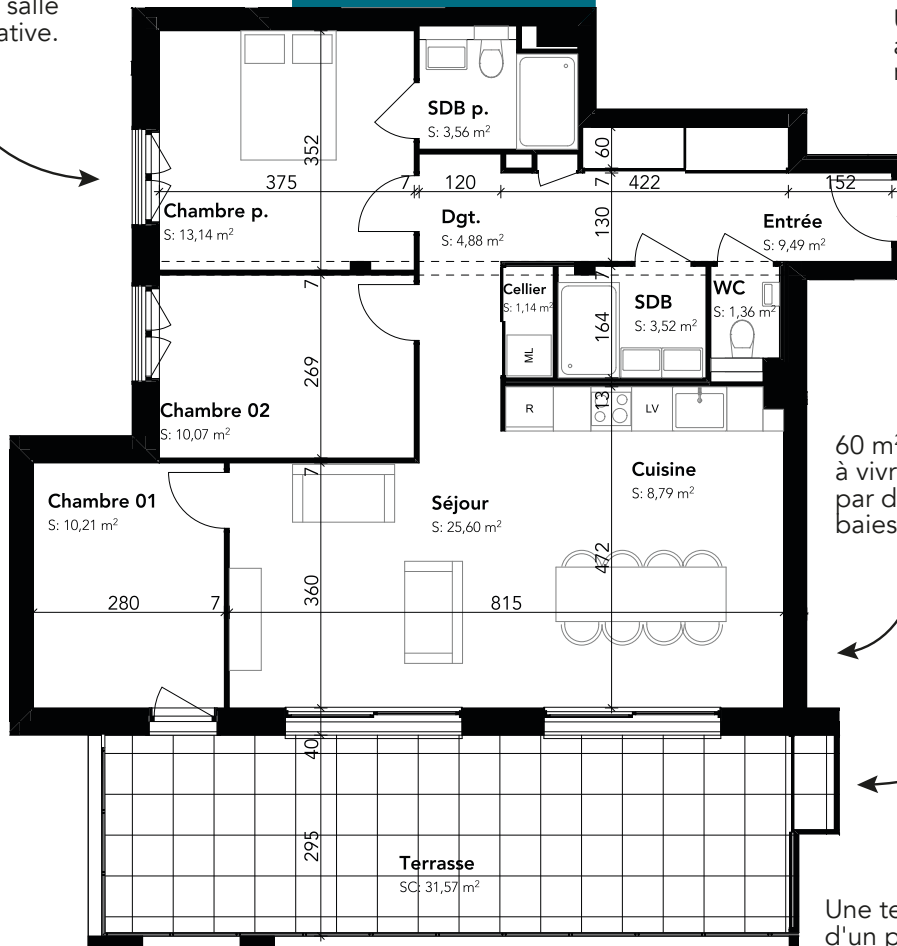 salle
ative.
SDB p.
S: 3,56 m²
352
60
375
7
120
7
422
152
Chambre p.
S: 13,14 m²
Dgt.
S: 4,88 m²
130
Entrée
S: 9,49 m²
7
7
Cellier
S: 1,14 m²
SDB
S: 3,52 m²
WC
S: 1,36 m²
164
ML
269
Chambre 02
S: 10,07 m²
R
13
LV
60 m²
à vivr
par d
baies
7
Cuisine
S: 8,79 m²
Chambre 01
S: 10,21 m²
Séjour
S: 25,60 m²
472
360
280
7
815
40
295
Terrasse
SC: 31,57 m²
Une te
d'un p